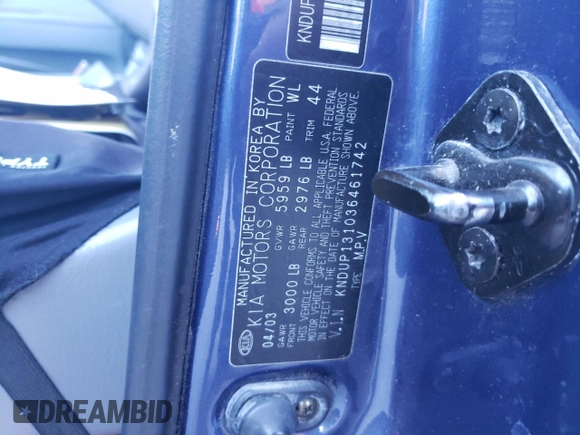 MANUFACTURED IN KOREA BY
KIA KIA MOTORS CORPORATION
04/03 GVWR 5959 LB PAINT WL
GAWR FRONT 3000 LB GAWR REAR 2976 LB TRIM 44
THIS VEHICLE CONFORMS TO ALL APPLICABLE U.S.A. FEDERAL
MOTOR VEHICLE SAFETY AND THEFT PREVENTION STANDARDS
IN EFFECT ON THE DATE OF MANUFACTURE SHOWN ABOVE.
V.I.N KNDUP131036461742
TYPE M.P.V
KNDUP
DREAMBID